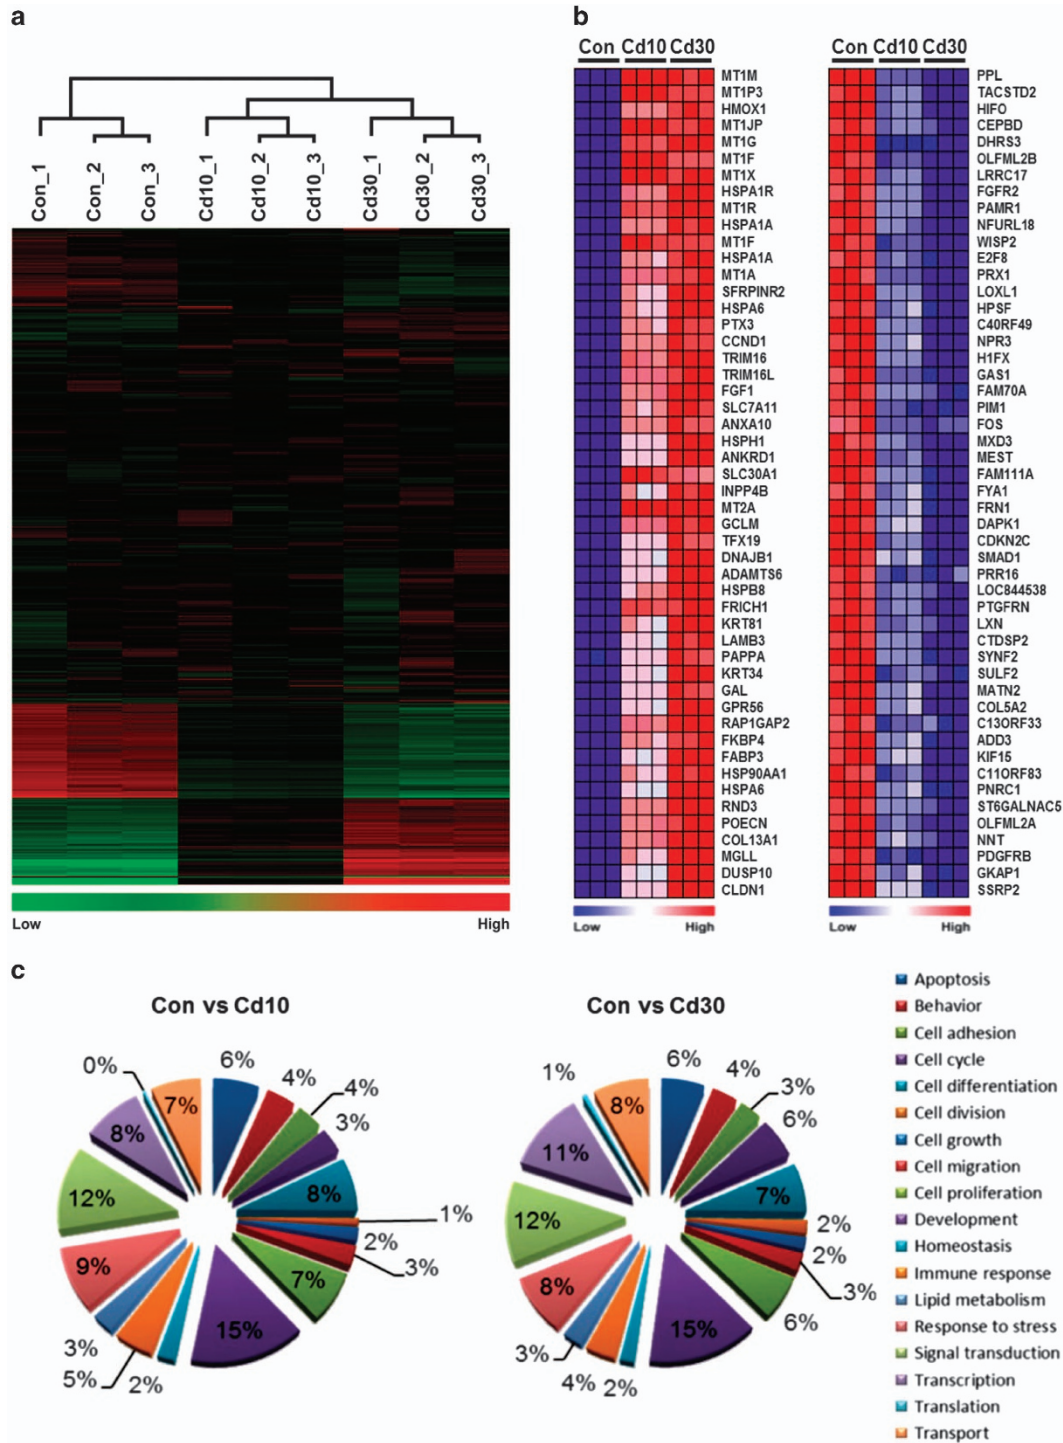 a
Con_1
Con_2
Con_3
Cd10_1
Cd10_2
Cd10_3
Cd30_1
Cd30_2
Cd30_3
Low
High
b
Con Cd10 Cd30
MT1M
MT1P3
HMOX1
MT1JP
MT1G
MT1F
MT1X
HSPA1R
MT1R
HSPA1A
MT1F
HSPA1A
MT1A
SFRPINR2
HSPA6
PTX3
CCND1
TRIM16
TRIM16L
FGF1
SLC7A11
ANXA10
HSPH1
ANKRD1
SLC30A1
INPP4B
MT2A
GCLM
TFX19
DNAJB1
ADAMTS6
HSPB8
FRICH1
KRT81
LAMB3
PAPPA
KRT34
GAL
GPR56
RAP1GAP2
FKBP4
FABP3
HSP90AA1
HSPA6
RND3
POECN
COL13A1
MGLL
DUSP10
CLDN1
Low
High
Con Cd10 Cd30
PPL
TACSTD2
HIFO
CEPBD
DHRS3
OLFML2B
LRRC17
FGFR2
PAMR1
NFURL18
WISP2
E2F8
PRX1
LOXL1
HPSF
C40RF49
NPR3
H1FX
GAS1
FAM70A
PIM1
FOS
MXD3
MEST
FAM111A
FYA1
FRN1
DAPK1
CDKN2C
SMAD1
PRR16
LOC844538
PTGFRN
LXN
CTDSP2
SYNF2
SULF2
MATN2
COL5A2
C13ORF33
ADD3
KIF15
C11ORF83
PNRC1
ST6GALNAC5
OLFML2A
NNT
PDGFRB
GKAP1
SSRP2
Low
High
c
Con vs Cd10
6%
4%
4%
3%
8%
1%
2%
3%
7%
15%
2%
5%
3%
9%
12%
8%
0%
7%
Con vs Cd30
6%
4%
3%
6%
7%
2%
2%
3%
6%
15%
2%
4%
3%
8%
12%
11%
1%
8%
Apoptosis
Behavior
Cell adhesion
Cell cycle
Cell differentiation
Cell division
Cell growth
Cell migration
Cell proliferation
Development
Homeostasis
Immune response
Lipid metabolism
Response to stress
Signal transduction
Transcription
Translation
Transport